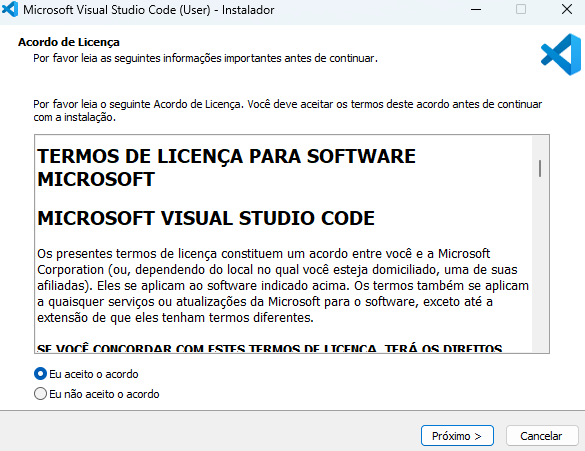 Microsoft Visual Studio Code (User) - Instalador
Acordo de Licença
Por favor leia as seguintes informações importantes antes de continuar.
Por favor leia o seguinte Acordo de Licença. Você deve aceitar os termos deste acordo antes de continuar
com a instalação.
TERMOS DE LICENÇA PARA SOFTWARE
MICROSOFT
MICROSOFT VISUAL STUDIO CODE
Os presentes termos de licença constituem um acordo entre você e a Microsoft
Corporation (ou, dependendo do local no qual você esteja domiciliado, uma de suas
afiliadas). Eles se aplicam ao software indicado acima. Os termos também se aplicam
a quaisquer serviços ou atualizações da Microsoft para o software, exceto até a
extensão de que eles tenham termos diferentes.
SE VOCÊ CONCORDAR COM ESTES TERMOS DE LICENÇA, TERÁ OS DIREITOS
Eu aceito o acordo
Eu não aceito o acordo
Próximo >
Cancelar